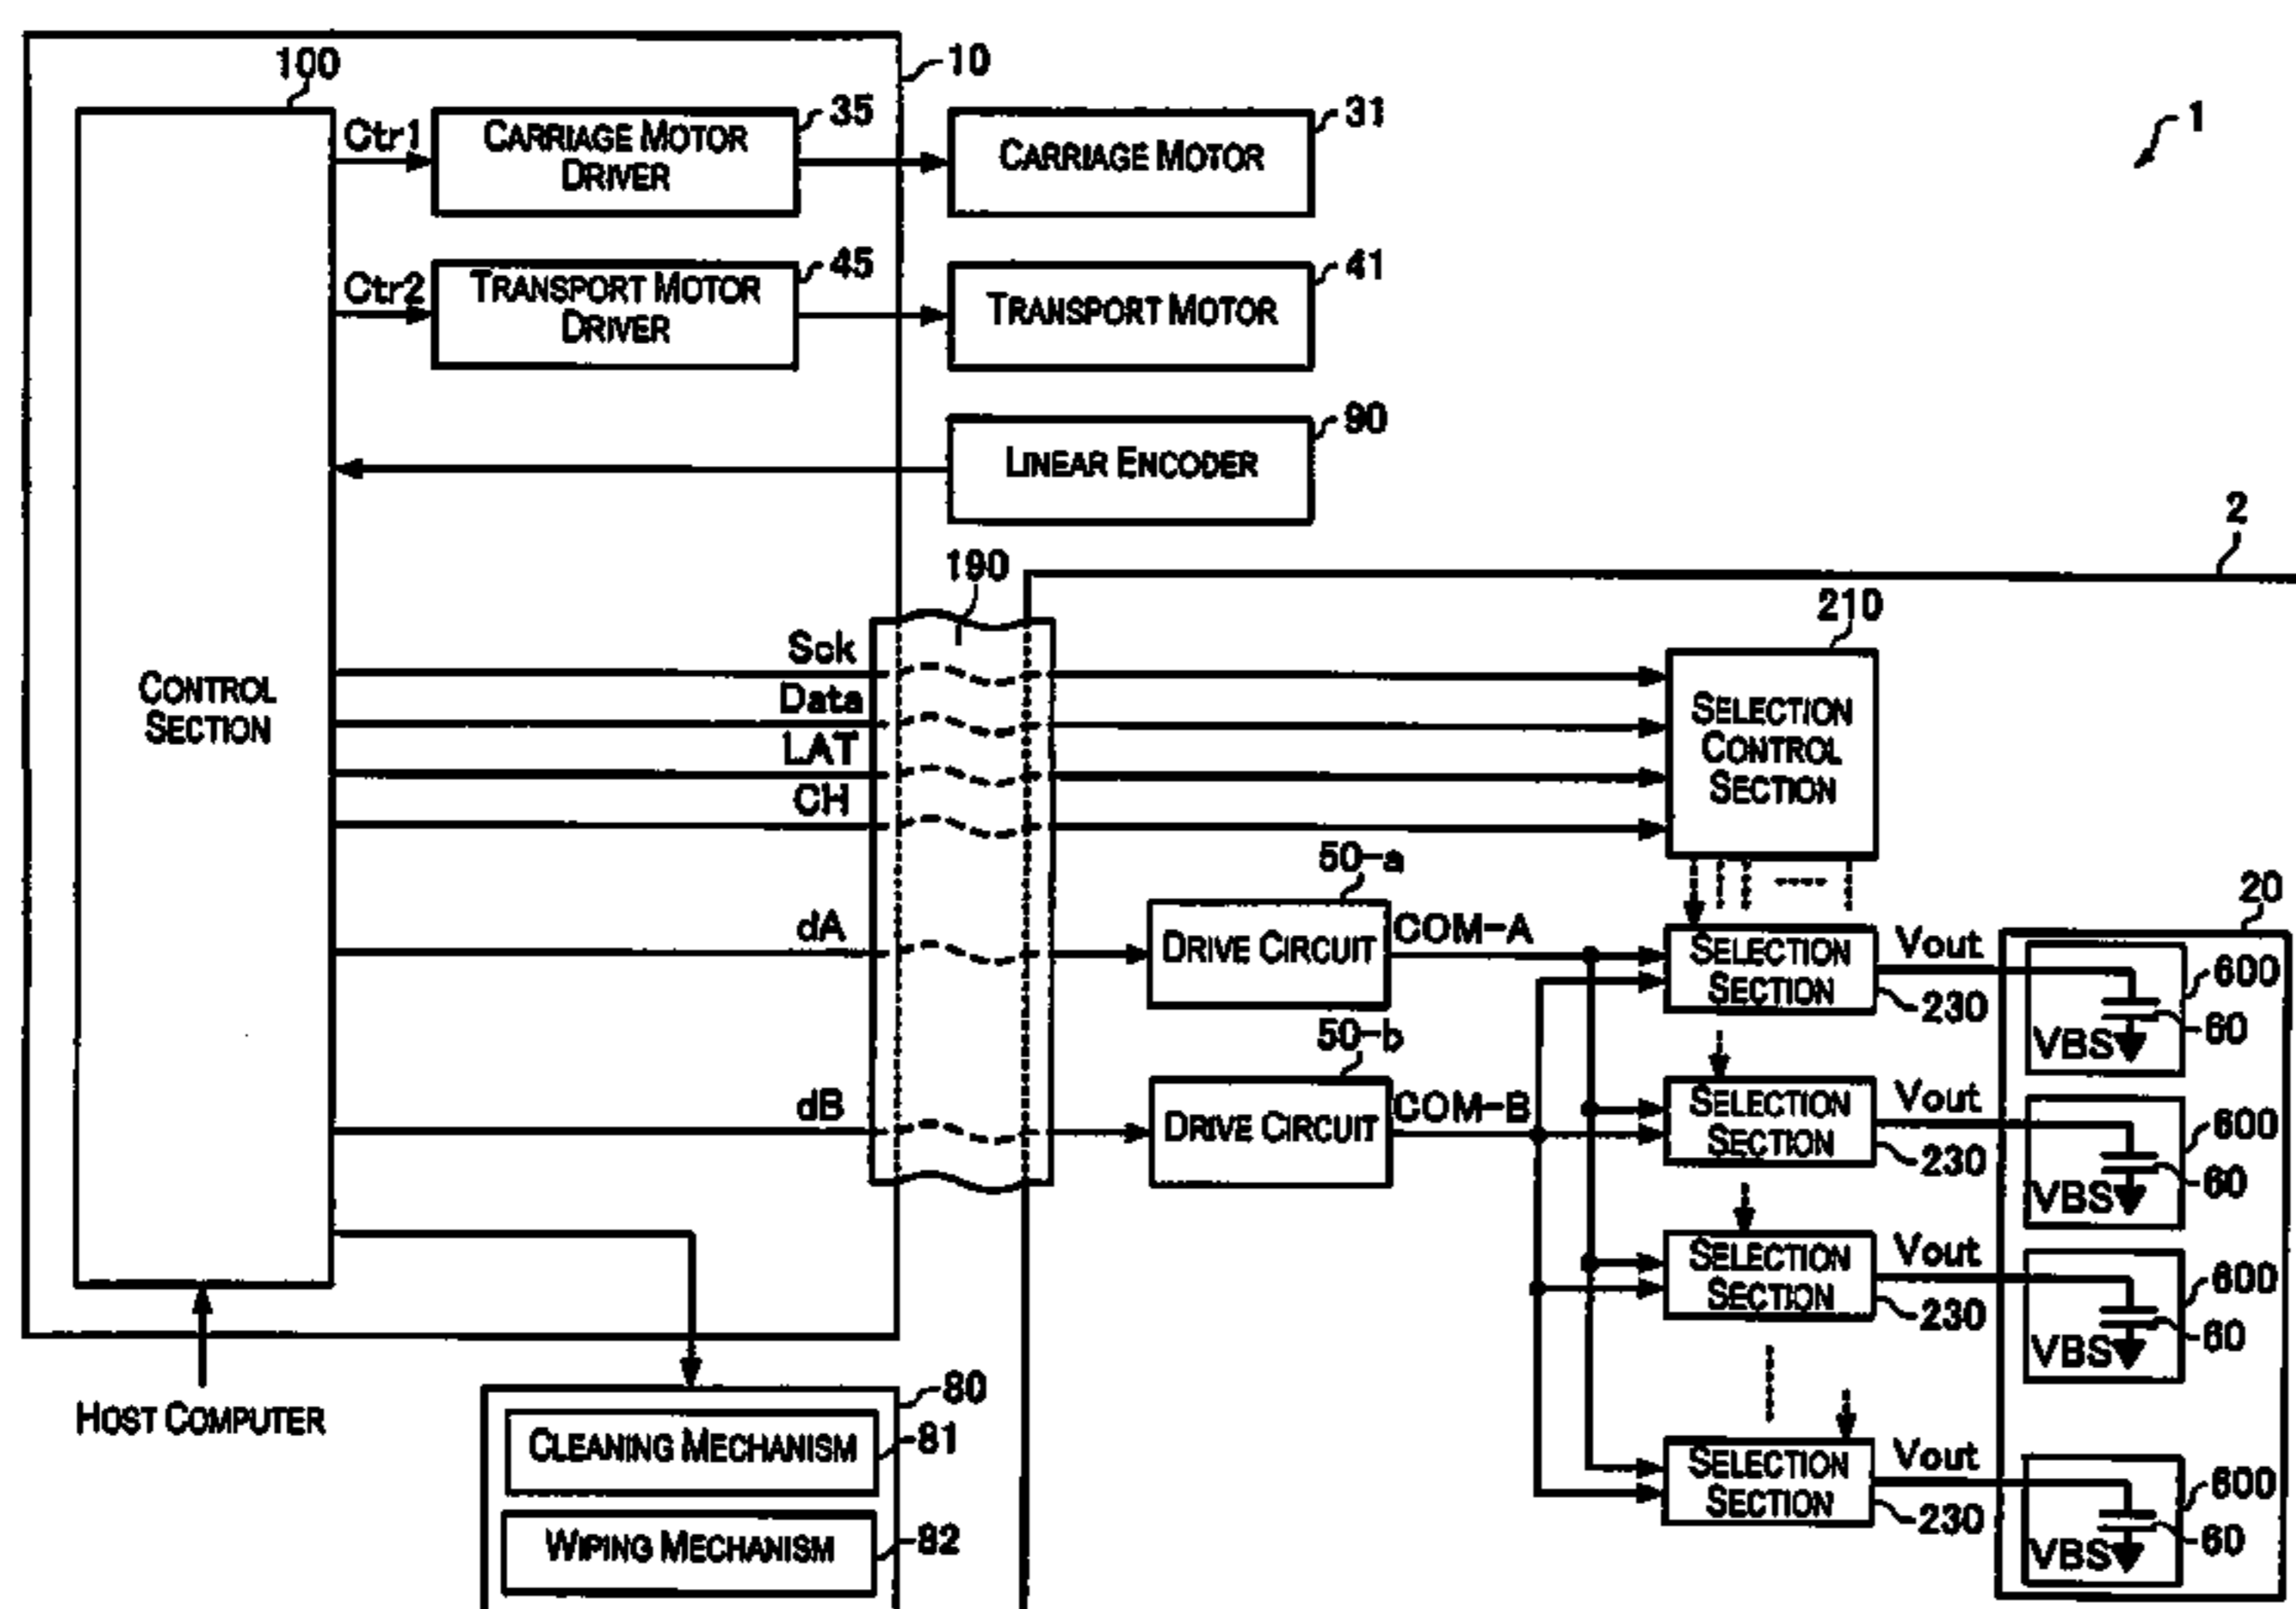 100
10
Ctr1
CARRIAGE MOTOR
DRIVER
35
CARRIAGE MOTOR
31
1
Ctr2
TRANSPORT MOTOR
DRIVER
45
TRANSPORT MOTOR
41
LINEAR ENCODER
90
2
190
210
CONTROL
SECTION
Sck
Data
LAT
CH
SELECTION
CONTROL
SECTION
dA
50-a
DRIVE CIRCUIT
COM-A
SELECTION
SECTION
230
Vout
20
600
60
VBS
dB
50-b
DRIVE CIRCUIT
COM-B
SELECTION
SECTION
230
Vout
600
60
VBS
SELECTION
SECTION
230
Vout
600
60
VBS
SELECTION
SECTION
230
Vout
600
60
VBS
HOST COMPUTER
80
CLEANING MECHANISM
81
WIPING MECHANISM
82